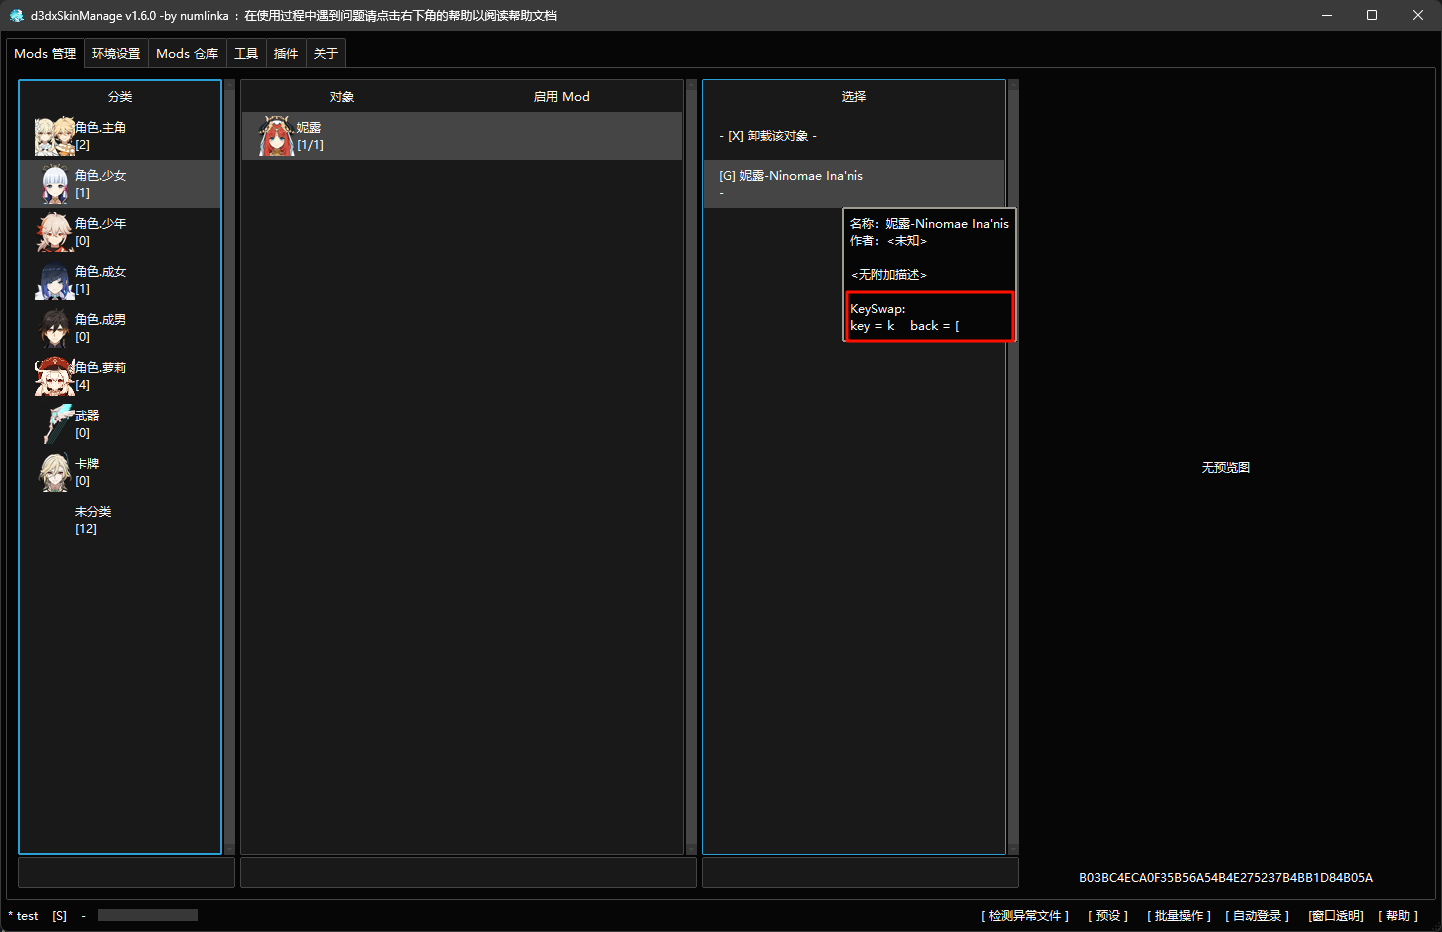 d3dxSkinManage v1.6.0 -by numlinka ：在使用过程中遇到问题请点击右下角的帮助以阅读帮助文档
Mods 管理 环境设置 Mods 仓库 工具 插件 关于
分类
角色.主角
[2]
角色.少女
[1]
角色.少年
[0]
角色.成女
[1]
角色.成男
[0]
角色.萝莉
[4]
武器
[0]
卡牌
[0]
未分类
[12]
对象 启用 Mod
妮露
[1/1]
选择
- [X] 卸载该对象 -
[G] 妮露-Ninomae Ina'nis
-
名称：妮露-Ninomae Ina'nis
作者：<未知>
<无附加描述>
KeySwap:
key = k back = [
无预览图
B03BC4ECA0F35B56A54B4E275237B4BB1D84B05A
* test [S] -
[ 检测异常文件 ] [ 预设 ] [ 批量操作 ] [ 自动登录 ] [窗口透明] [ 帮助 ]